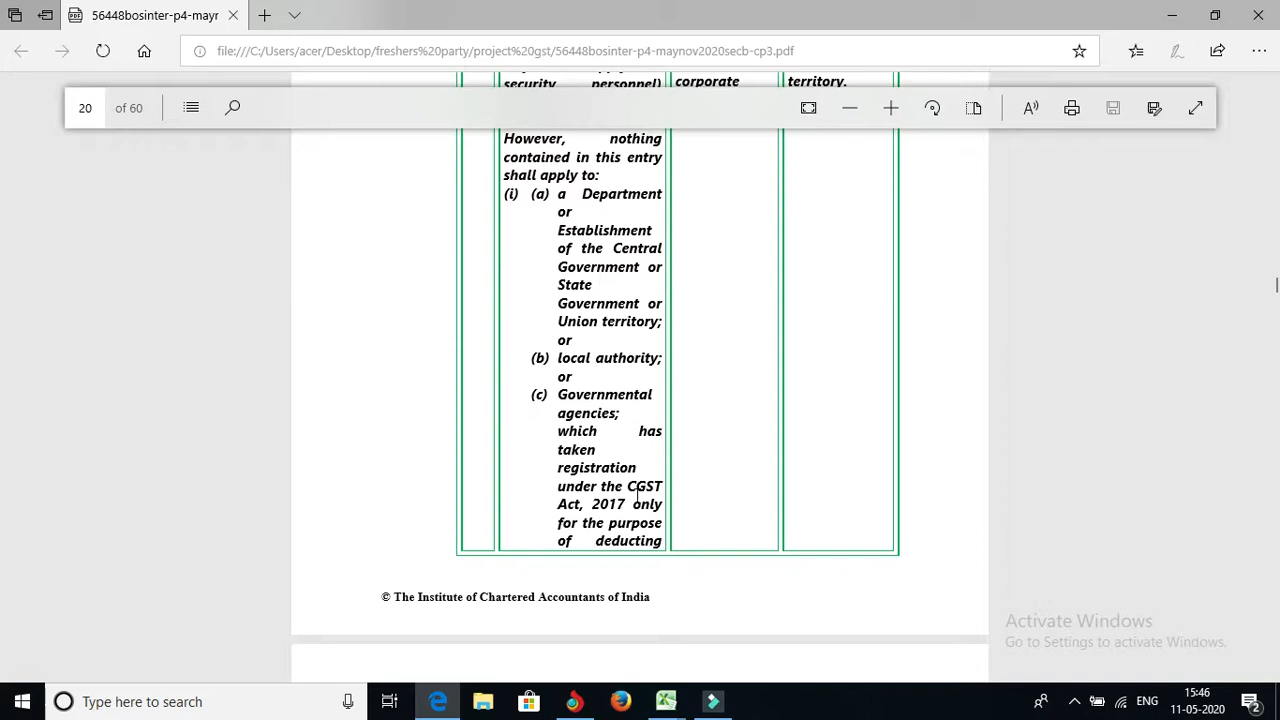 56448bosinter-p4-mayr
file:///C:/Users/acer/Desktop/freshers%20party/project%20gst/56448bosinter-p4-maynov2020secb-cp3.pdf
security personnel)
corporate
territory.
20 of 60
However, nothing
contained in this entry
shall apply to:
(i) (a) a Department
or
Establishment
of the Central
Government or
State
Government or
Union territory;
or
(b) local authority;
or
(c) Governmental
agencies;
which has
taken
registration
under the CGST
Act, 2017 only
for the purpose
of deducting
© The Institute of Chartered Accountants of India
Activate Windows
Go to Settings to activate Windows.
Type here to search
ENG
15:46
11-05-2020
2